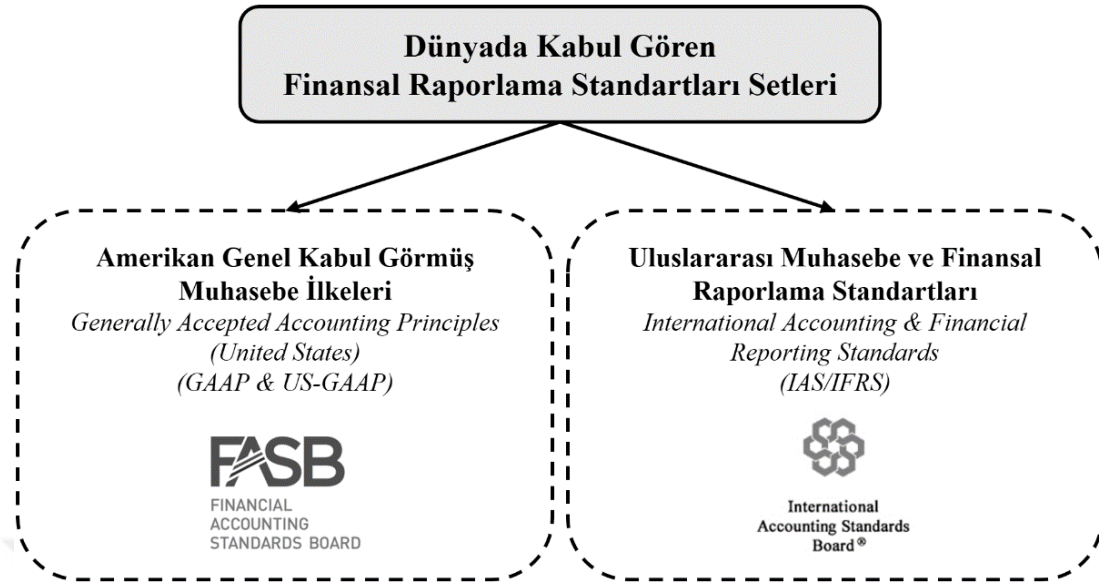 Dünyada Kabul Gören
Finansal Raporlama Standartları Setleri
Amerikan Genel Kabul Görmüş
Muhasebe İlkeleri
Generally Accepted Accounting Principles
(United States)
(GAAP & US-GAAP)
FASB
FINANCIAL
ACCOUNTING
STANDARDS BOARD
Uluslararası Muhasebe ve Finansal
Raporlama Standartları
International Accounting & Financial
Reporting Standards
(IAS/IFRS)
International
Accounting Standards
Board®